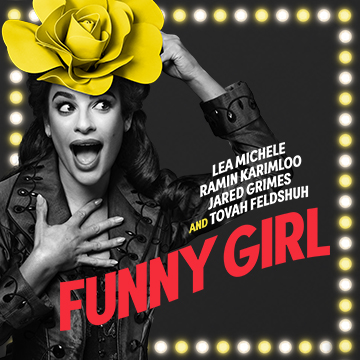 LEA MICHELE
RAMIN KARIMLOO
JARED GRIMES
AND TOVAH FELDSHUH
FUNNY GIRL